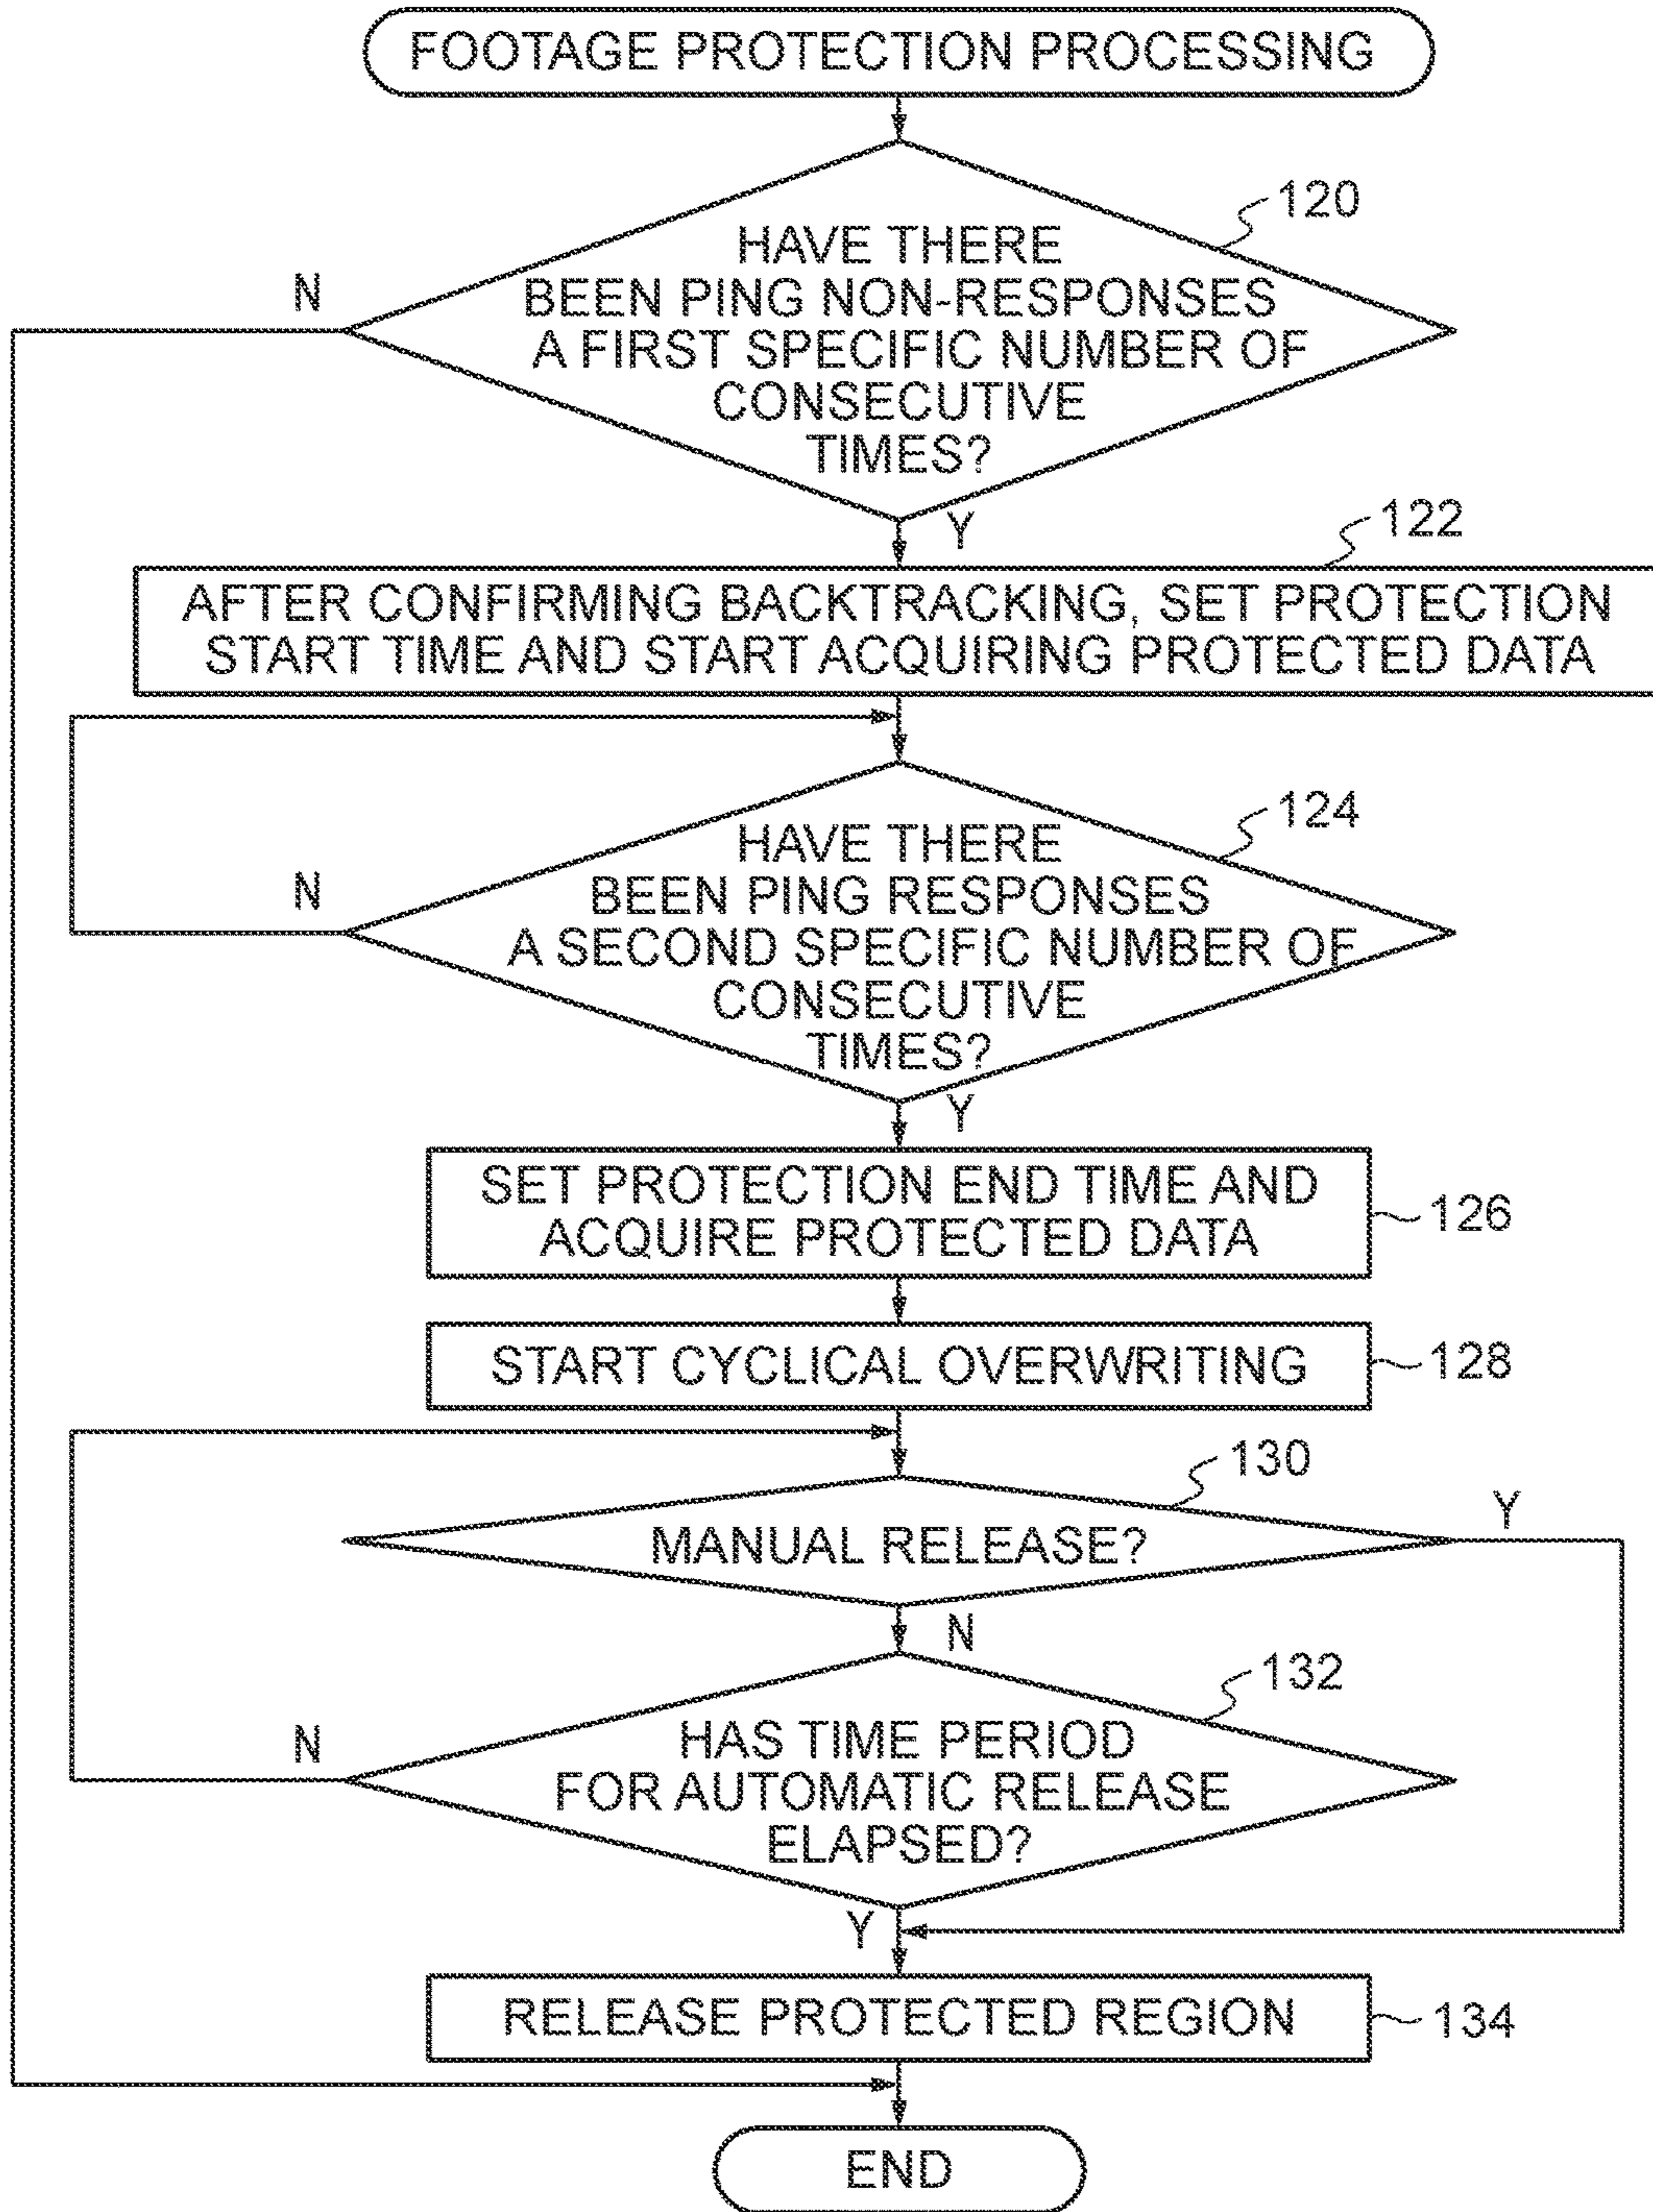 FOOTAGE PROTECTION PROCESSING
120
HAVE THERE
N
BEEN PING NON-RESPONSES
A FIRST SPECIFIC NUMBER OF
CONSECUTIVE
TIMES?
Y
122
AFTER CONFIRMING BACKTRACKING, SET PROTECTION
START TIME AND START ACQUIRING PROTECTED DATA
124
HAVE THERE
N
BEEN PING RESPONSES
A SECOND SPECIFIC NUMBER OF
CONSECUTIVE
TIMES?
Y
SET PROTECTION END TIME AND
ACQUIRE PROTECTED DATA
126
START CYCLICAL OVERWRITING
128
130
Y
MANUAL RELEASE?
N
132
HAS TIME PERIOD
N
FOR AUTOMATIC RELEASE
ELAPSED?
Y
RELEASE PROTECTED REGION
134
END